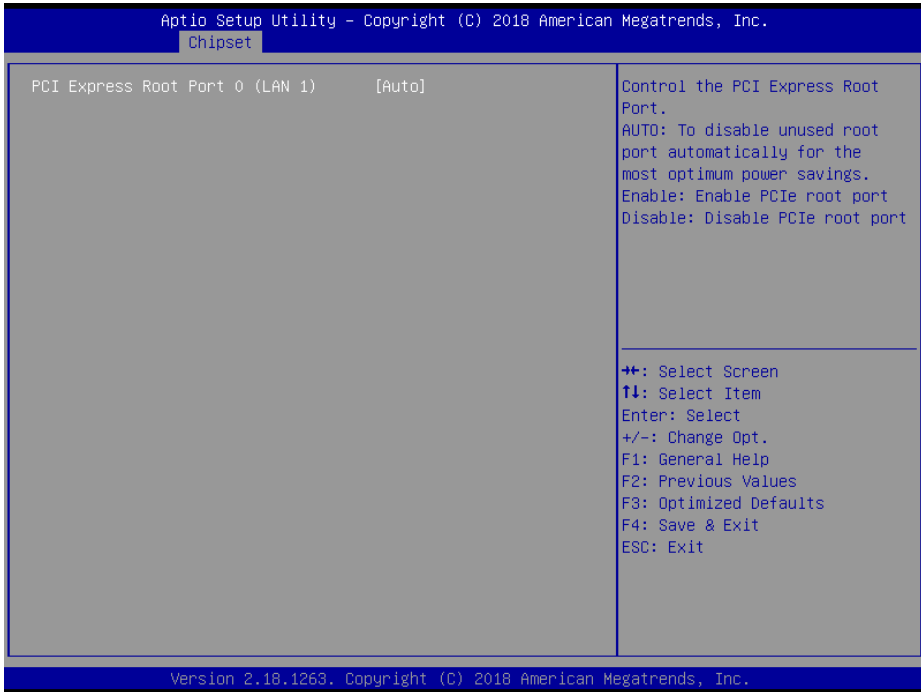 Aptio Setup Utility – Copyright (C) 2018 American Megatrends, Inc.
Chipset
PCI Express Root Port 0 (LAN 1) [Auto]
Control the PCI Express Root
Port.
AUTO: To disable unused root
port automatically for the
most optimum power savings.
Enable: Enable PCIe root port
Disable: Disable PCIe root port
→←: Select Screen
↑↓: Select Item
Enter: Select
+/-: Change Opt.
F1: General Help
F2: Previous Values
F3: Optimized Defaults
F4: Save & Exit
ESC: Exit
Version 2.18.1263. Copyright (C) 2018 American Megatrends, Inc.